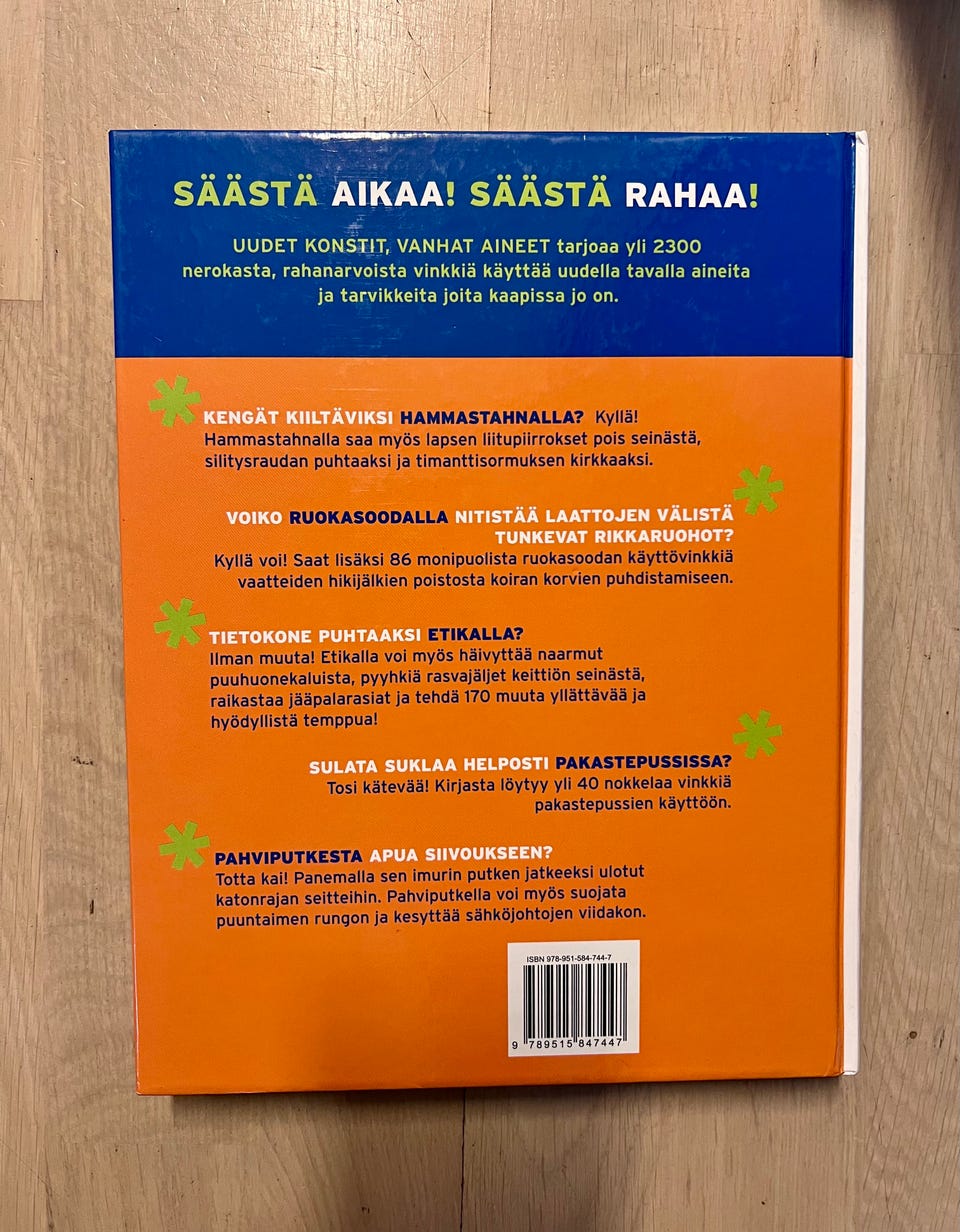 SÄÄSTÄ AIKAA! SÄÄSTÄ RAHAA!
UUDET KONSTIT, VANHAT AINEET tarjoaa yli 2300
nerokasta, rahanarvoista vinkkiä käyttää uudella tavalla aineita
ja tarvikkeita joita kaapissa jo on.
KENGÄT KIILTÄVIKSI HAMMASTAHNALLA? Kyllä!
Hammastahnalla saa myös lapsen liitupiirrokset pois seinästä,
silitysraudan puhtaaksi ja timanttisormuksen kirkkaaksi.
VOIKO RUOKASOODALLA NITISTÄÄ LAATTOJEN VÄLISTÄ
TUNKEVAT RIKKARUOHOT?
Kyllä voi! Saat lisäksi 86 monipuolista ruokasoodan käyttövinkkiä
vaatteiden hikijälkien poistosta koiran korvien puhdistamiseen.
TIETOKONE PUHTAAKSI ETIKALLA?
Ilman muuta! Etikalla voi myös häivyttää naarmut
puuhuonekaluista, pyyhkiä rasvajäljet keittiön seinästä,
raikastaa jääpalarasiat ja tehdä 170 muuta yllättävää ja
hyödyllistä temppua!
SULATA SUKLAA HELPOSTI PAKASTEPUSSISSA?
Tosi kätevää! Kirjasta löytyy yli 40 nokkelaa vinkkiä
pakastepussien käyttöön.
PAHVIPUTKESTA APUA SIIVOUKSEEN?
Totta kai! Panemalla sen imurin putken jatkeeksi ulotut
katonrajan seitteihin. Pahviputkella voi myös suojata
puuntaimen rungon ja kesyttää sähköjohtojen viidakon.
ISBN 978-951-584-744-7
9 789515 847447